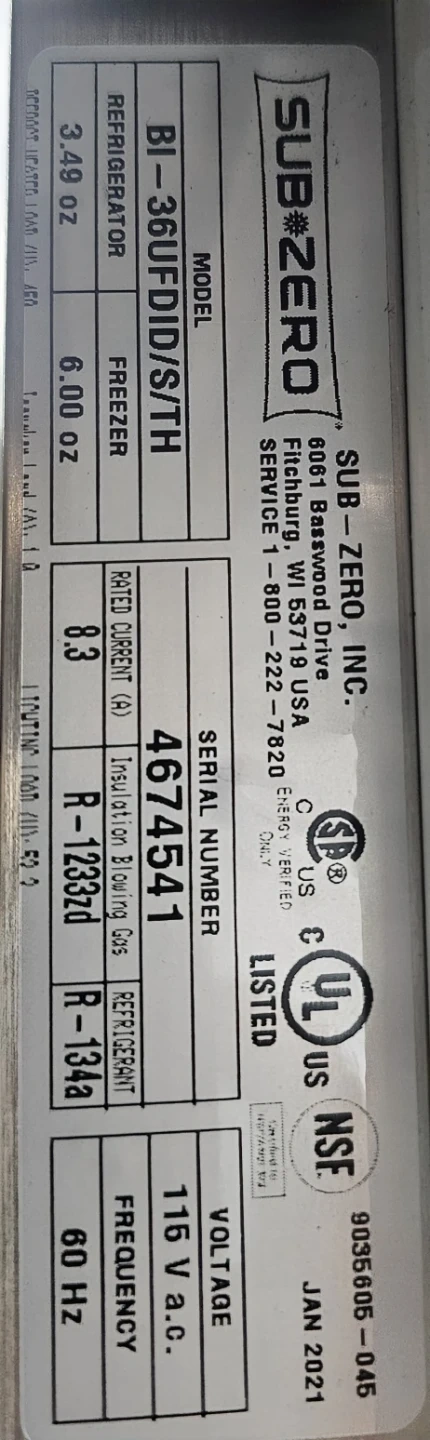 SUB ZERO
SUB-ZERO, INC.
6061 Basswood Drive
Fitchburg, WI 53719 USA
SERVICE 1-800-222-7820
SA®
C US
ENERGY VERIFIED
ONLY
C UL US
LISTED
NSF
9035605-045
JAN 2021
MODEL
BI-36UFDID/S/TH
REFRIGERATOR FREEZER
3.49 oz 6.00 oz
SERIAL NUMBER
4674541
RATED CURRENT (A) Insulation Blowing Gas REFRIGERANT
8.3 R-1233zd R-134a
VOLTAGE
115 V a.c.
FREQUENCY
60 Hz